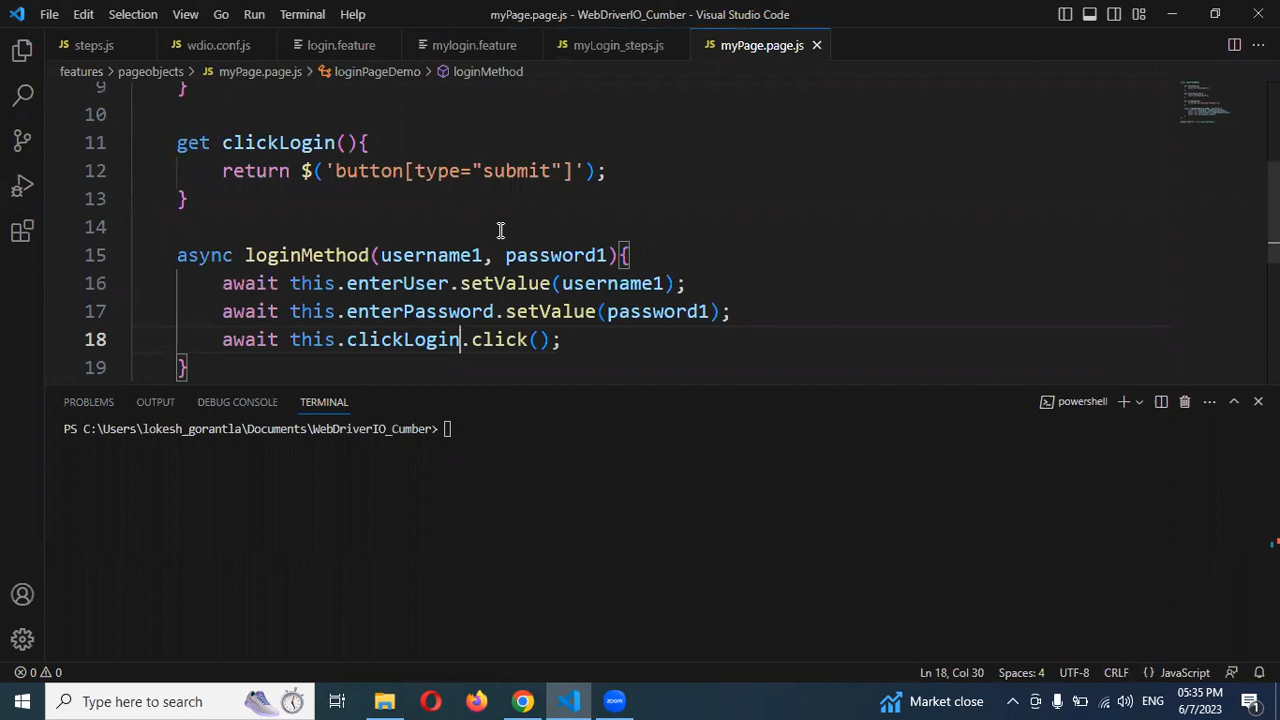 File Edit Selection View Go Run Terminal Help myPage.page.js - WebDriverIO_Cumber - Visual Studio Code
steps.js wdio.conf.js login.feature mylogin.feature myLogin_steps.js myPage.page.js
features > pageobjects > myPage.page.js > loginPageDemo > loginMethod
9 }
10
11 get clickLogin(){
12 return $('button[type="submit"]');
13 }
14
15 async loginMethod(username1, password1){
16 await this.enterUser.setValue(username1);
17 await this.enterPassword.setValue(password1);
18 await this.clickLogin.click();
19 }
PROBLEMS OUTPUT DEBUG CONSOLE TERMINAL powershell
PS C:\Users\lokesh_gorantla\Documents\WebDriverIO_Cumber>
0 0 Ln 18, Col 30 Spaces: 4 UTF-8 CRLF {} JavaScript
Type here to search Market close ENG 05:35 PM 6/7/2023 1